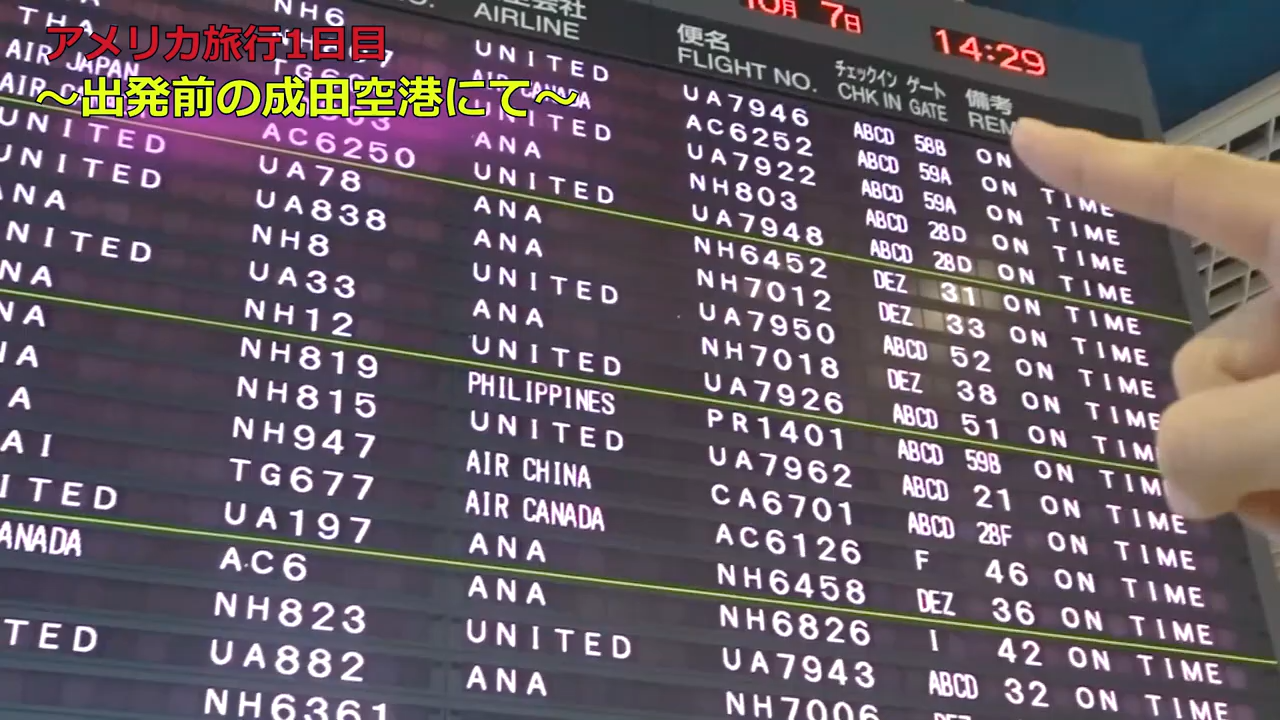 アメリカ旅行1日目
～出発前の成田空港にて～
10月 7日
14:29
AIRLINE
便名
FLIGHT NO.
チェックイン ゲート
CHK IN GATE
備考
NH6 UNITED UA7946 ABCD 58B ON
AIR JAPAN AIR CANADA AC6252 ABCD 59A ON TIME
UNITED UA7922 ABCD 59A ON TIME
UNITED AC6250 ANA NH803 ABCD 28D ON TIME
UNITED UA78 UNITED UA7948 ABCD 28D ON TIME
ANA UA838 ANA NH6452 DEZ 31 ON TIME
UNITED NH8 ANA NH7012 DEZ 33 ON TIME
UA33 UNITED UA7950 ABCD 52 ON TIME
NH12 ANA NH7018 DEZ 38 ON TIME
NH819 UNITED UA7926 ABCD 51 ON
NH815 PHILIPPINES PR1401 ABCD 59B ON
NH947 UNITED UA7962 ABCD 21 ON TIME
TG677 AIR CHINA CA6701 ABCD 28F ON TIME
UA197 AIR CANADA AC6126 F 46 ON TIME
AC6 ANA NH6458 DEZ 36 ON TIME
NH823 ANA NH6826 I 42 ON TIME
UA882 UNITED UA7943 ABCD 32 ON TIME
NH6361 ANA NH7006